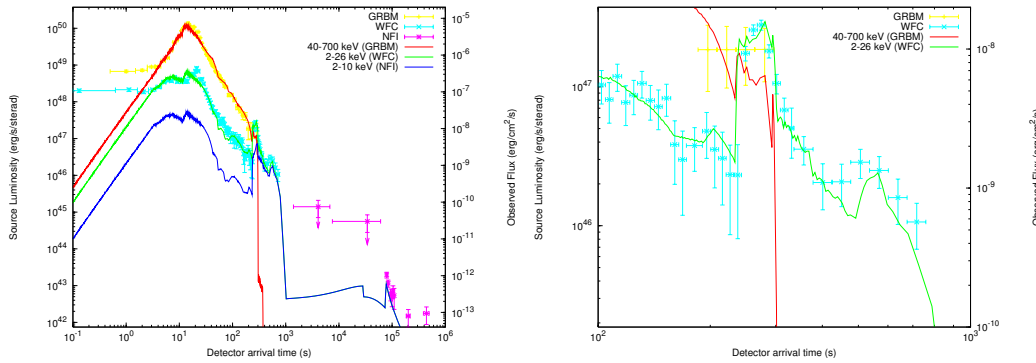 GRBM
WFC
NFI
40-700 keV (GRBM)
2-26 keV (WFC)
2-10 keV (NFI)
Source Luminosity (erg/s/sterad)
10^50
10^49
10^48
10^47
10^46
10^45
10^44
10^43
10^42
10^-5
10^-6
10^-7
10^-8
10^-9
10^-10
10^-11
10^-12
10^-13
Observed Flux (erg/cm^2/s)
10^-1 10^0 10^1 10^2 10^3 10^4 10^5 10^6
Detector arrival time (s)
GRBM
WFC
40-700 keV (GRBM)
2-26 keV (WFC)
Source Luminosity (erg/s/sterad)
10^47
10^46
10^-8
10^-9
10^-10
Observed Flux (erg/cm^2/s)
10^2 10^3
Detector arrival time (s)